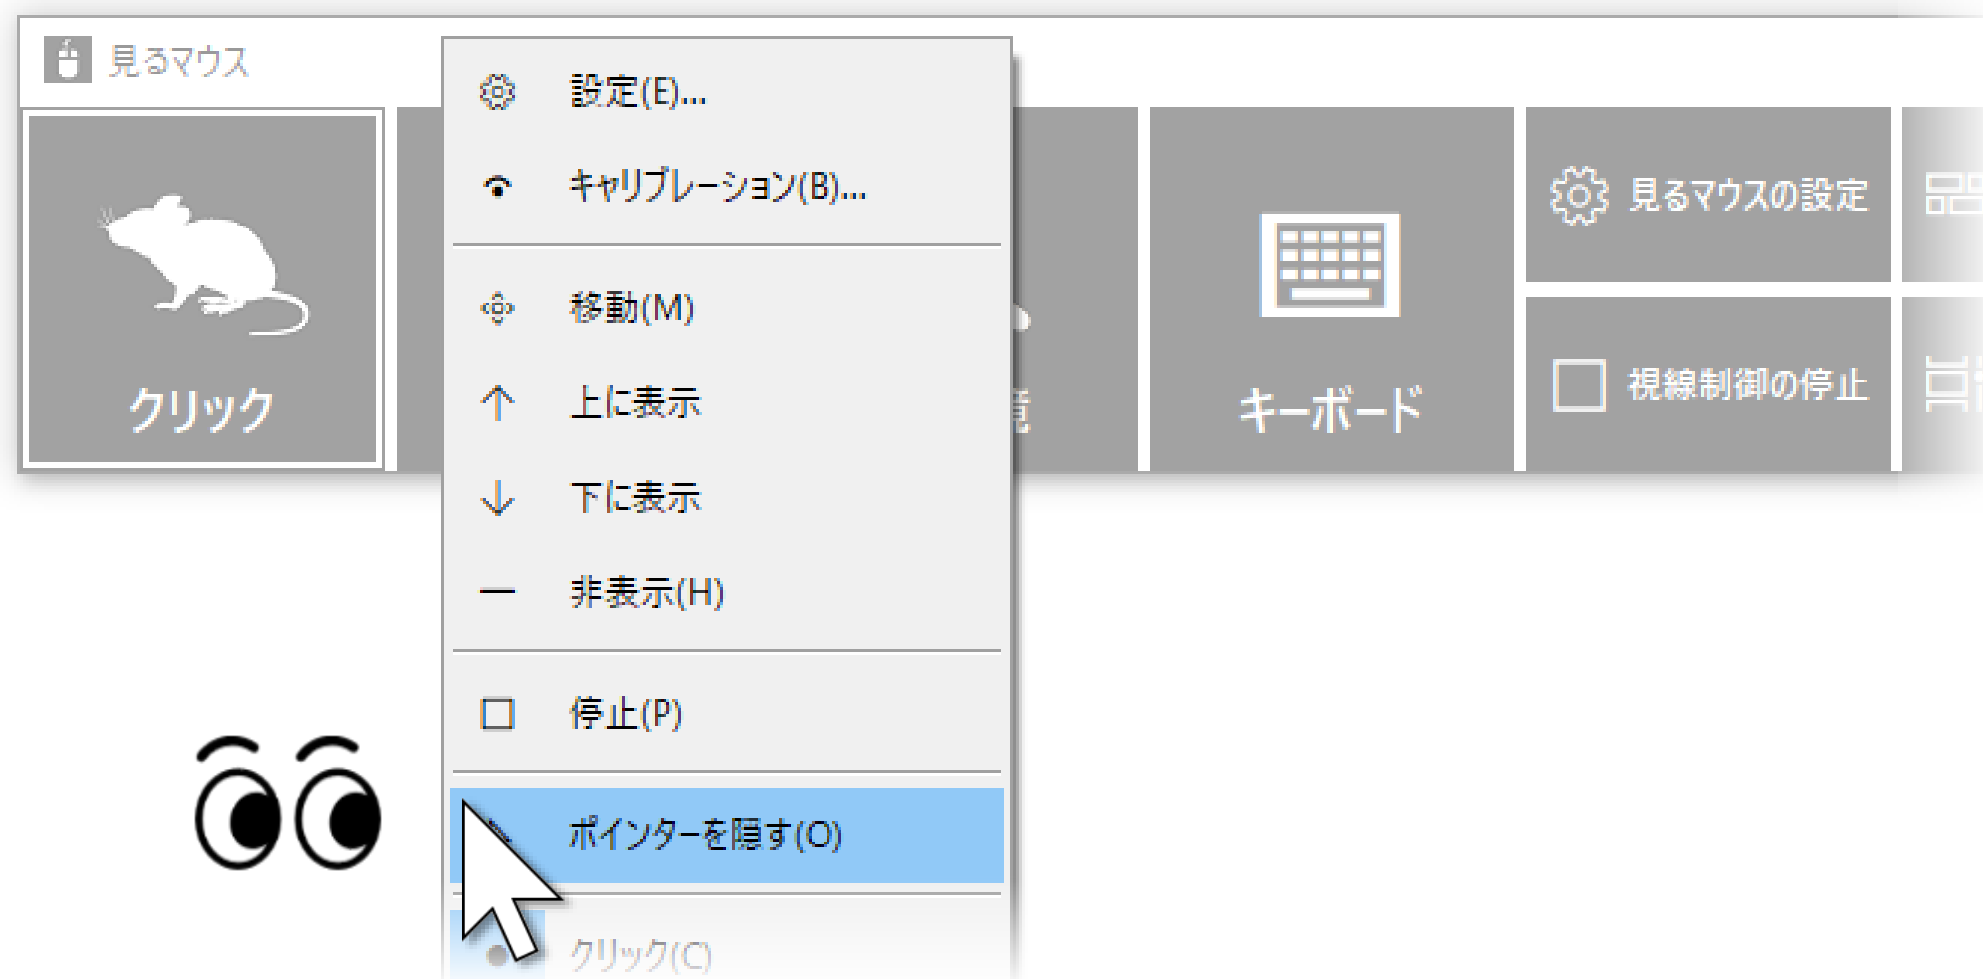 見るマウス
設定(E)...
キャリブレーション(B)...
移動(M)
上に表示
下に表示
非表示(H)
停止(P)
ポインターを隠す(O)
クリック(C)
クリック
キーボード
見るマウスの設定
視線制御の停止